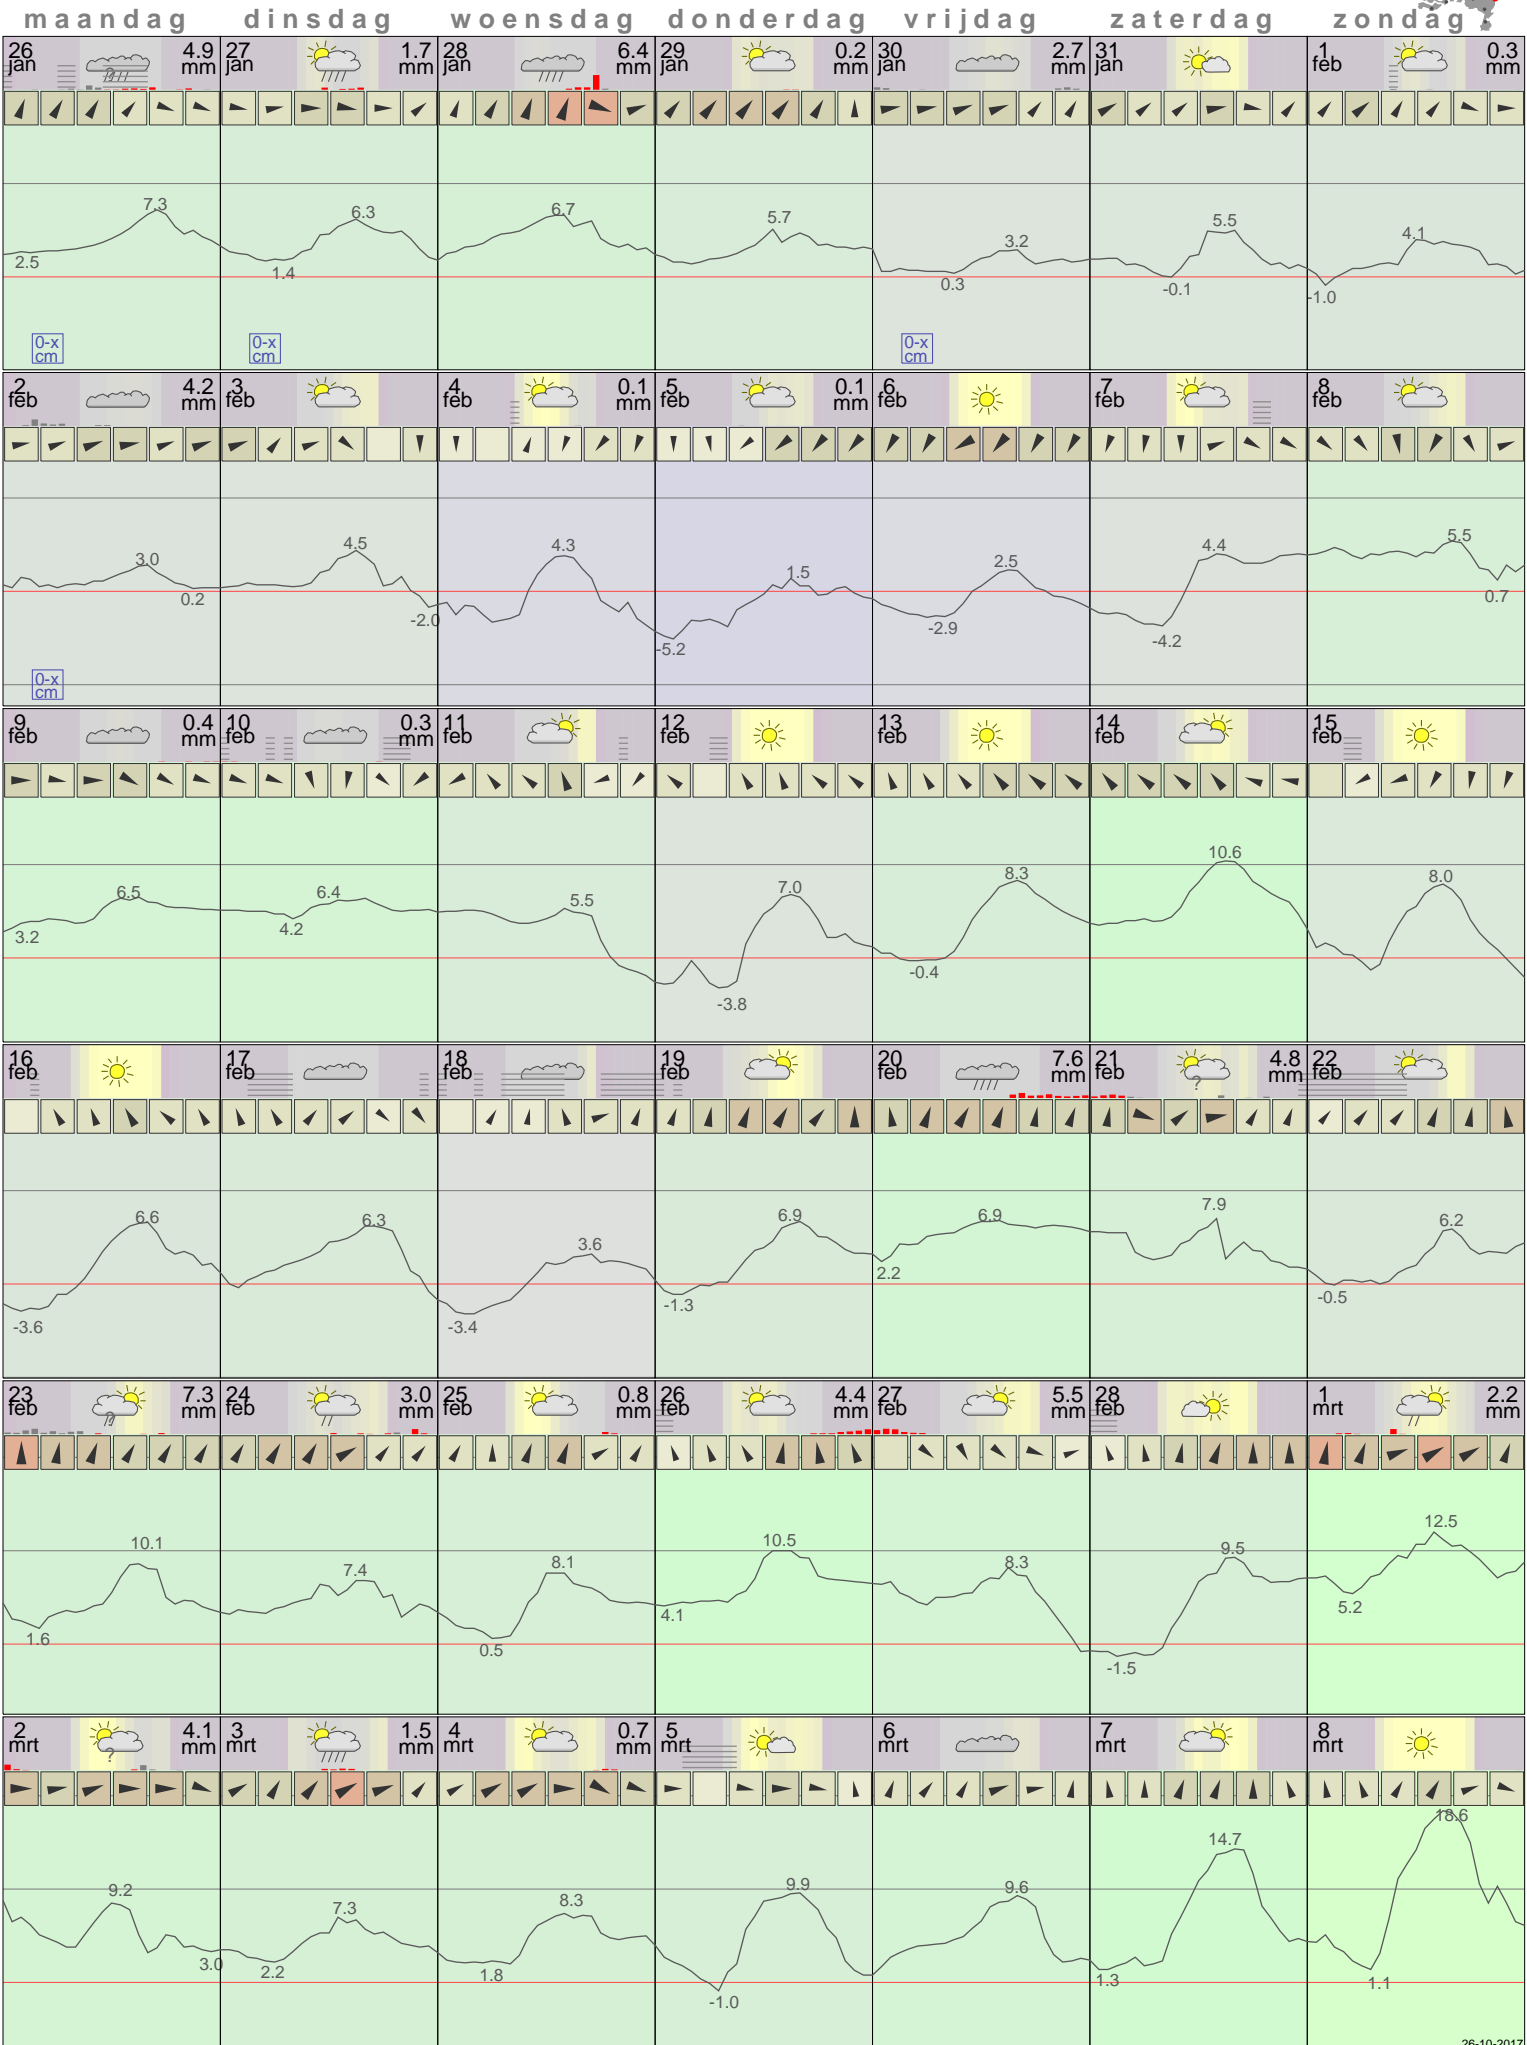 maandag dinsdag woensdag donderdag vrijdag zaterdag zondag
26 4.9 27 1.7 28 6.4 29 0.2 30 2.7 31 1 0.3
jan mm jan mm jan mm jan mm jan mm jan feb mm
?
7.3 6.3 6.7 5.7 3.2 5.5 4.1
2.5 1.4 0.3 -0.1 -1.0
0-x 0-x 0-x
cm cm cm
2 4.2 3 4 0.1 5 0.1 6 7 8
feb mm feb feb mm feb mm feb feb feb
3.0 4.5 4.3 1.5 2.5 4.4 5.5
0.2 -2.0 -5.2 -2.9 -4.2 0.7
0-x
cm
9 0.4 10 0.3 11 12 13 14 15
feb mm feb mm feb feb feb feb feb
6.5 6.4 5.5 7.0 8.3 10.6 8.0
3.2 4.2 -3.8 -0.4
16 17 18 19 20 7.6 21 4.8 22
feb feb feb feb feb mm feb mm feb
?
6.6 6.3 3.6 6.9 6.9 7.9 6.2
-3.6 -3.4 -1.3 2.2 -0.5
23 7.3 24 3.0 25 0.8 26 4.4 27 5.5 28 1 2.2
feb mm feb mm feb mm feb mm feb mm feb mrt mm
?
10.1 7.4 8.1 10.5 8.3 9.5 12.5
1.6 0.5 4.1 -1.5 5.2
2 4.1 3 1.5 4 0.7 5 6 7 8
mrt mm mrt mm mrt mm mrt mrt mrt mrt
?
9.2 7.3 8.3 9.9 9.6 14.7 18.6
3.0 2.2 1.8 -1.0 1.3 1.1
26-10-2017